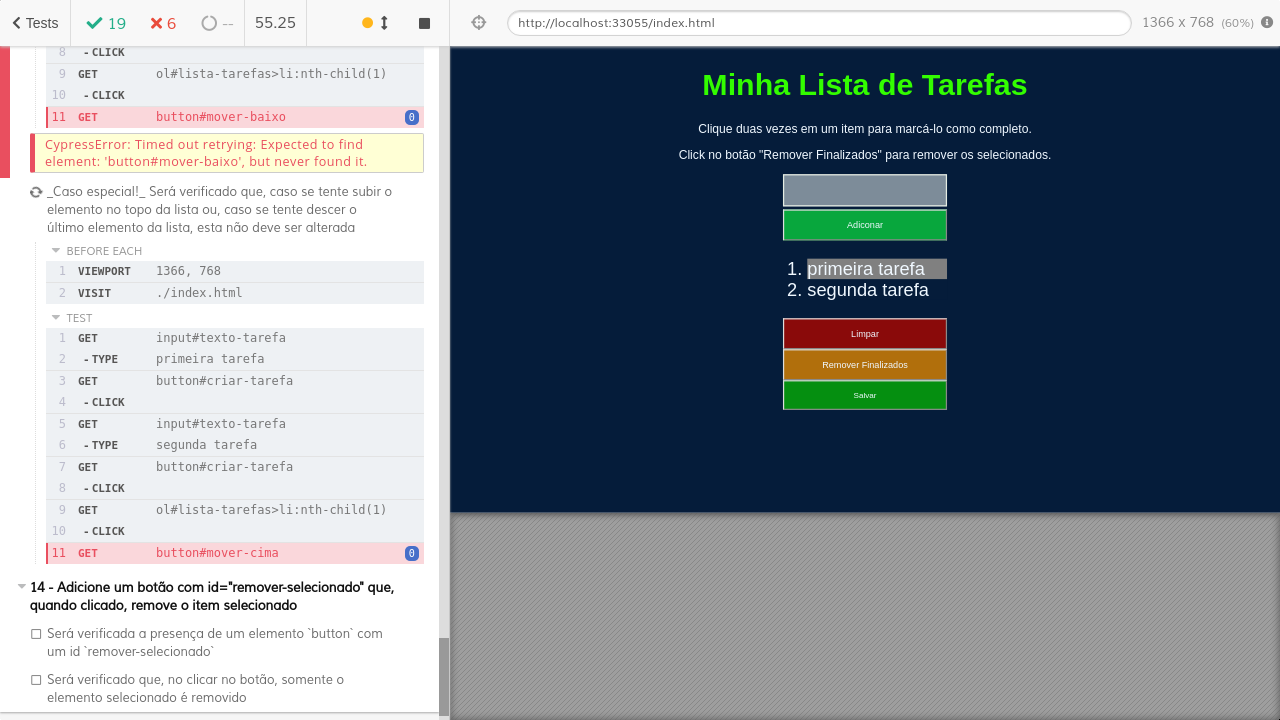 Tests 19 6 -- 55.25
http://localhost:33055/index.html 1366 x 768 (60%)
8 - CLICK
9 GET ol#lista-tarefas>li:nth-child(1)
10 - CLICK
11 GET button#mover-baixo 0
CypressError: Timed out retrying: Expected to find
element: 'button#mover-baixo', but never found it.
_Caso especial!_ Será verificado que, caso se tente subir o
elemento no topo da lista ou, caso se tente descer o
último elemento da lista, esta não deve ser alterada
BEFORE EACH
1 VIEWPORT 1366, 768
2 VISIT ./index.html
TEST
1 GET input#texto-tarefa
2 - TYPE primeira tarefa
3 GET button#criar-tarefa
4 - CLICK
5 GET input#texto-tarefa
6 - TYPE segunda tarefa
7 GET button#criar-tarefa
8 - CLICK
9 GET ol#lista-tarefas>li:nth-child(1)
10 - CLICK
11 GET button#mover-cima 0
14 - Adicione um botão com id="remover-selecionado" que,
quando clicado, remove o item selecionado
Será verificada a presença de um elemento `button` com
um id `remover-selecionado`
Será verificado que, no clicar no botão, somente o
elemento selecionado é removido
Minha Lista de Tarefas
Clique duas vezes em um item para marcá-lo como completo.
Click no botão "Remover Finalizados" para remover os selecionados.
Adiconar
1. primeira tarefa
2. segunda tarefa
Limpar
Remover Finalizados
Salvar